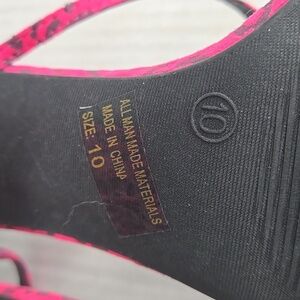 ALL MAN MADE MATERIALS
MADE IN CHINA
/ SIZE: 10
10